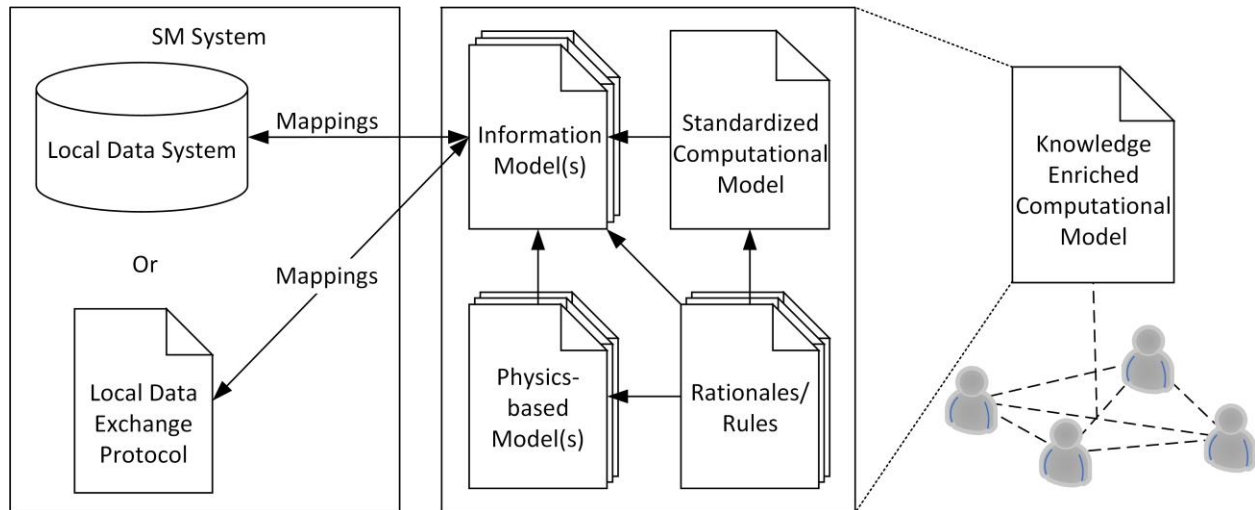 SM System
Local Data System
Or
Local Data
Exchange
Protocol
Mappings
Mappings
Information
Model(s)
Standardized
Computational
Model
Physics-
based
Model(s)
Rationales/
Rules
Knowledge
Enriched
Computational
Model